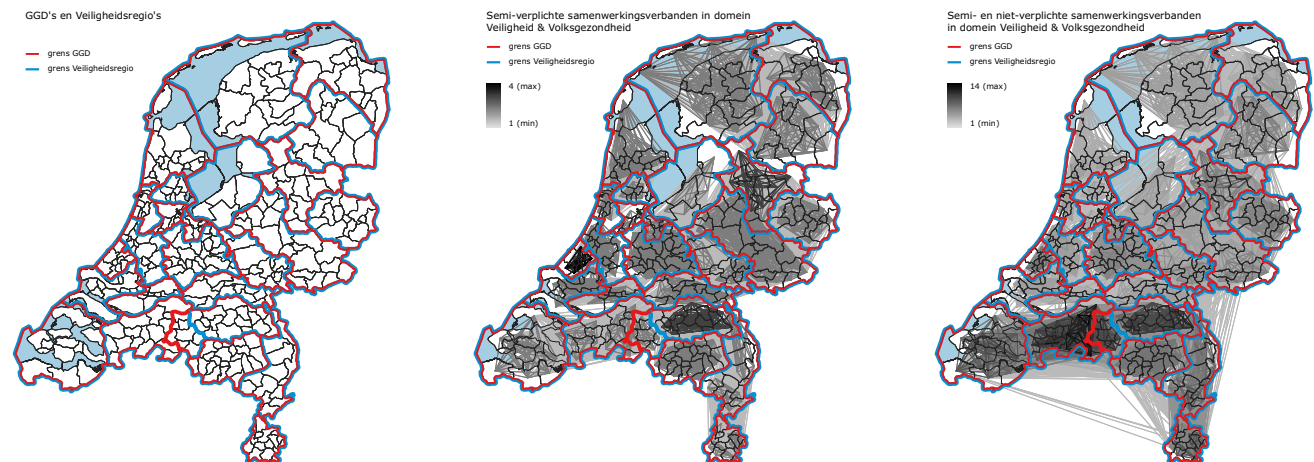 GGD's en Veiligheidsregio's
grens GGD
grens Veiligheidsregio
Semi-verplichte samenwerkingsverbanden in domein
Veiligheid & Volksgezondheid
grens GGD
grens Veiligheidsregio
4 (max)
1 (min)
Semi- en niet-verplichte samenwerkingsverbanden
in domein Veiligheid & Volksgezondheid
grens GGD
grens Veiligheidsregio
14 (max)
1 (min)